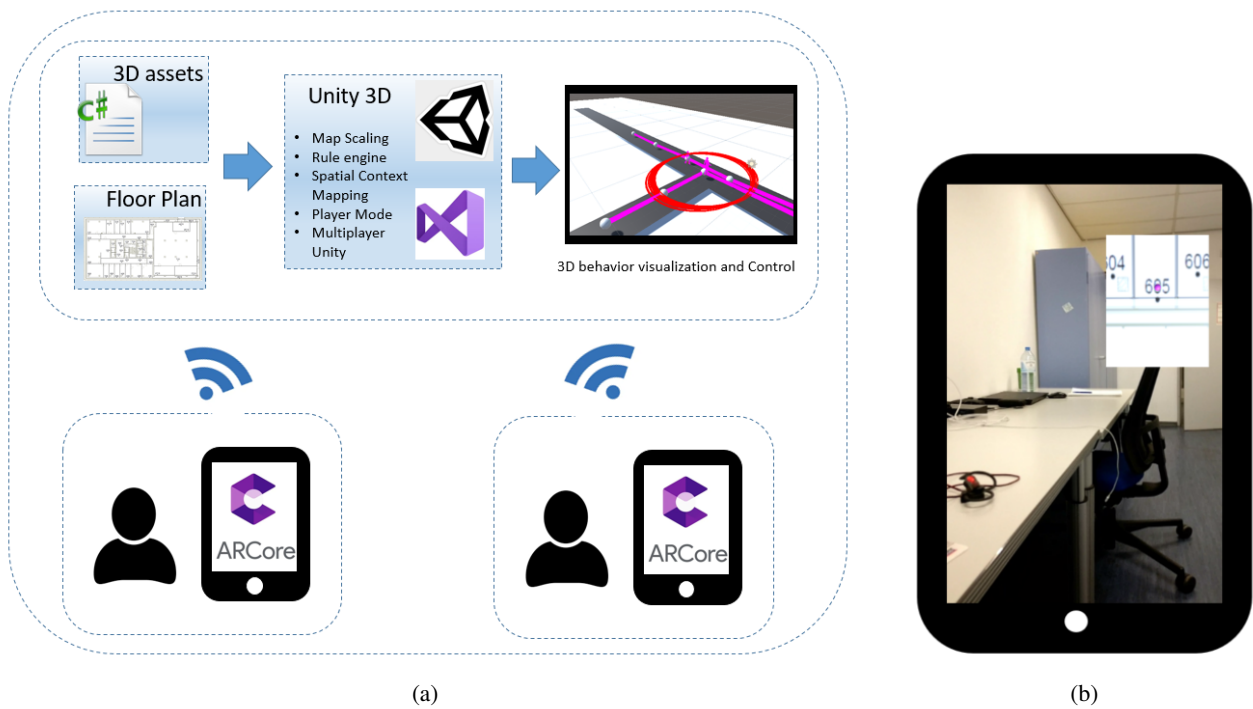 3D assets
C#
Floor Plan
Unity 3D
• Map Scaling
• Rule engine
• Spatial Context
Mapping
• Player Mode
• Multiplayer
Unity
3D behavior visualization and Control
ARCore
ARCore
604
605
606
(a)
(b)